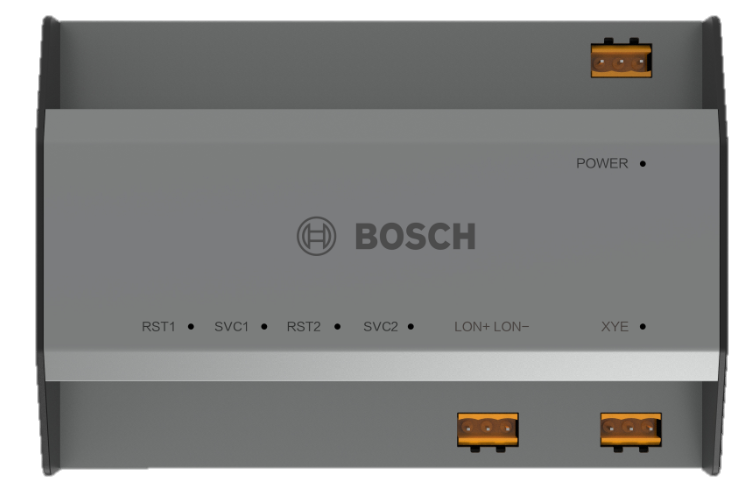 POWER
BOSCH
RST1 SVC1 RST2 SVC2 LON+ LON− XYE